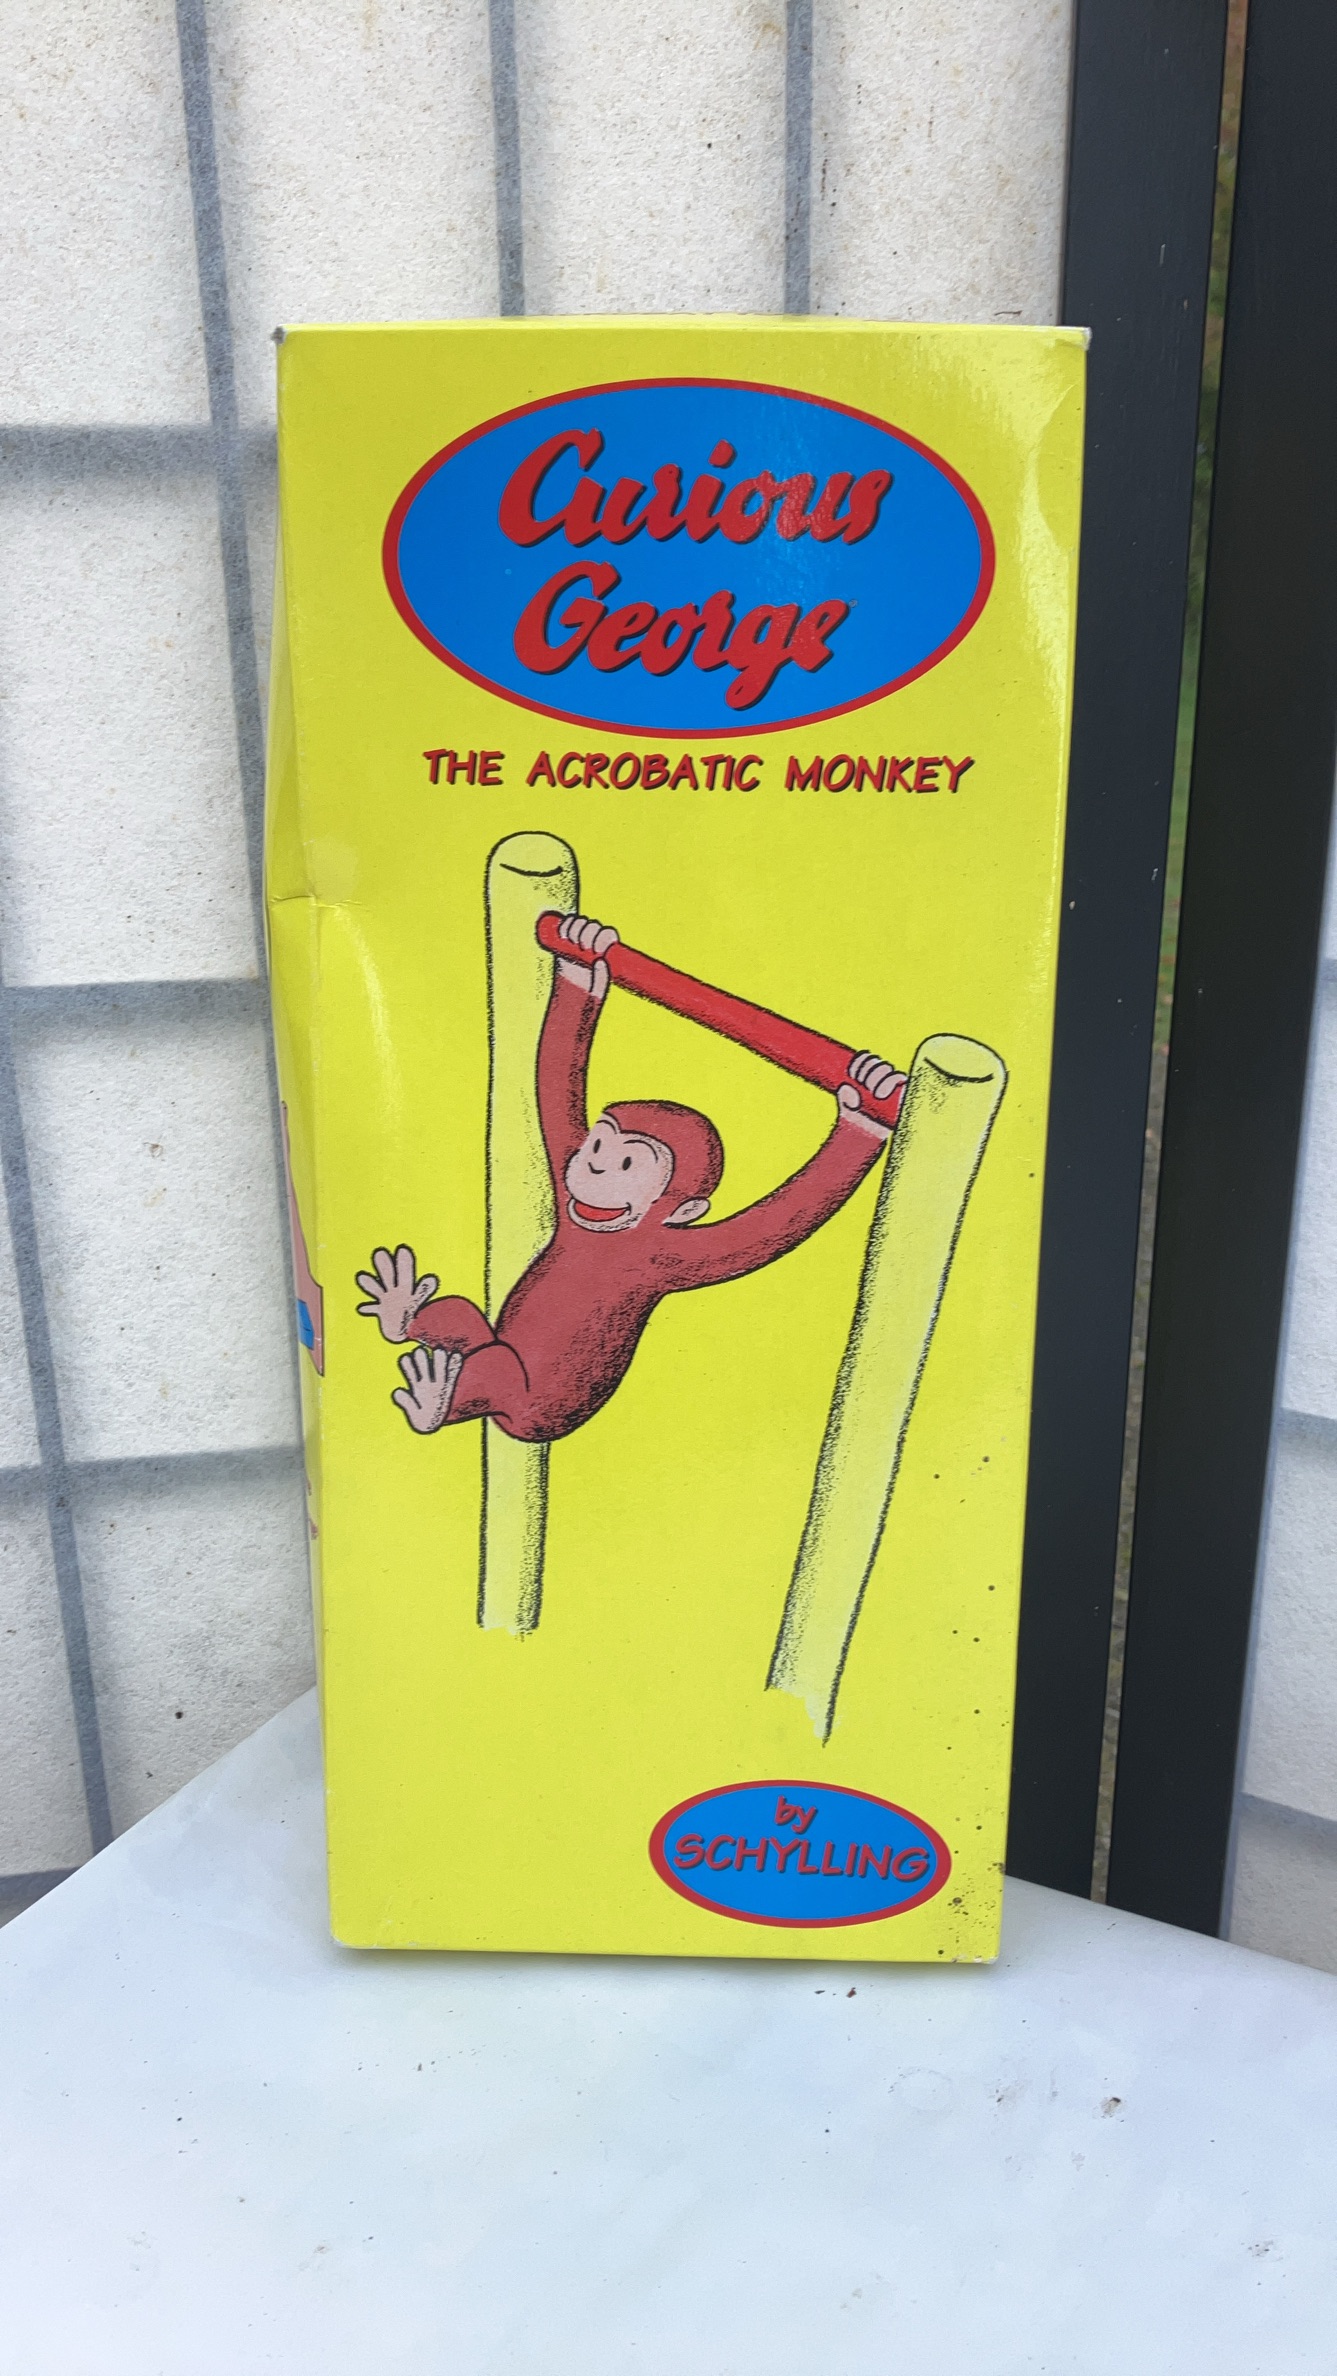 Curious
George
THE ACROBATIC MONKEY
by
SCHYLLING